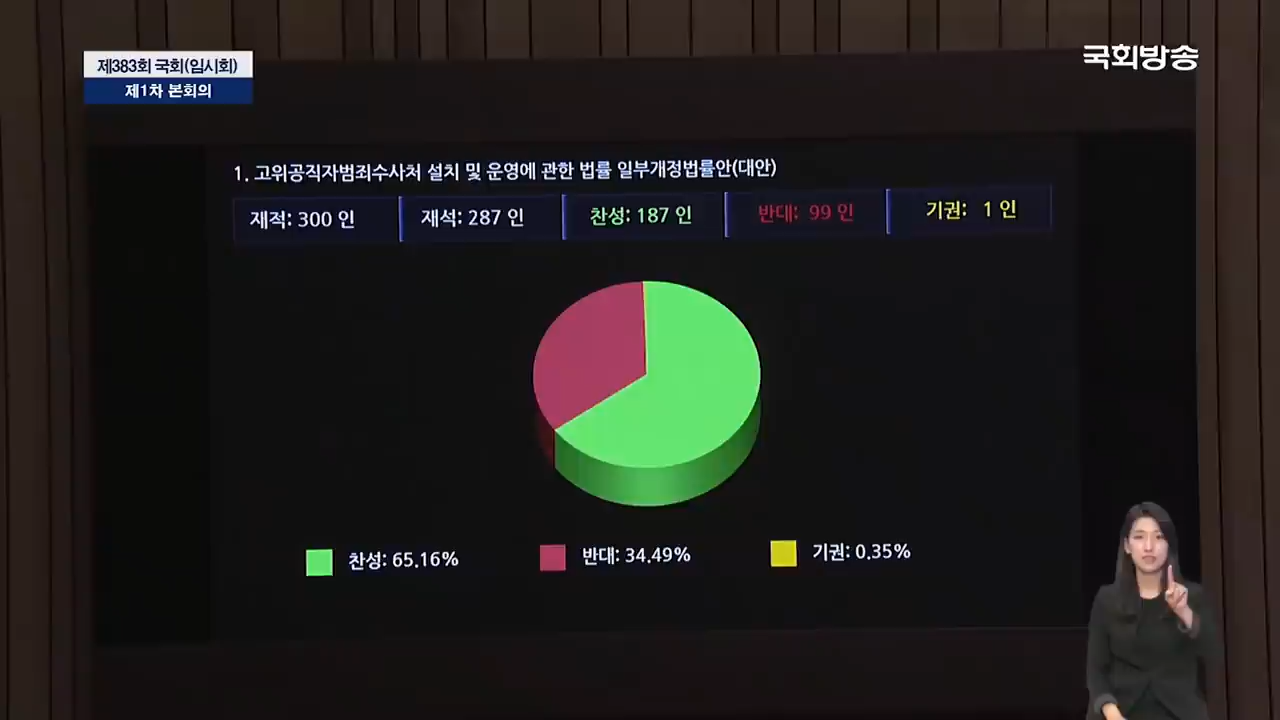 제383회 국회(임시회)
제1차 본회의
국회방송
1. 고위공직자범죄수사처 설치 및 운영에 관한 법률 일부개정법률안(대안)
재적: 300 인
재석: 287 인
찬성: 187 인
반대: 99 인
기권: 1 인
찬성: 65.16%
반대: 34.49%
기권: 0.35%